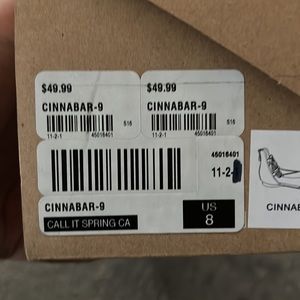 $49.99
CINNABAR-9
516
11-2-1 45016401
$49.99
CINNABAR-9
516
11-2-1 45016401
45016401
11-2-
CINNABAR-9
CALL IT SPRING CA
US
8
CINNAB